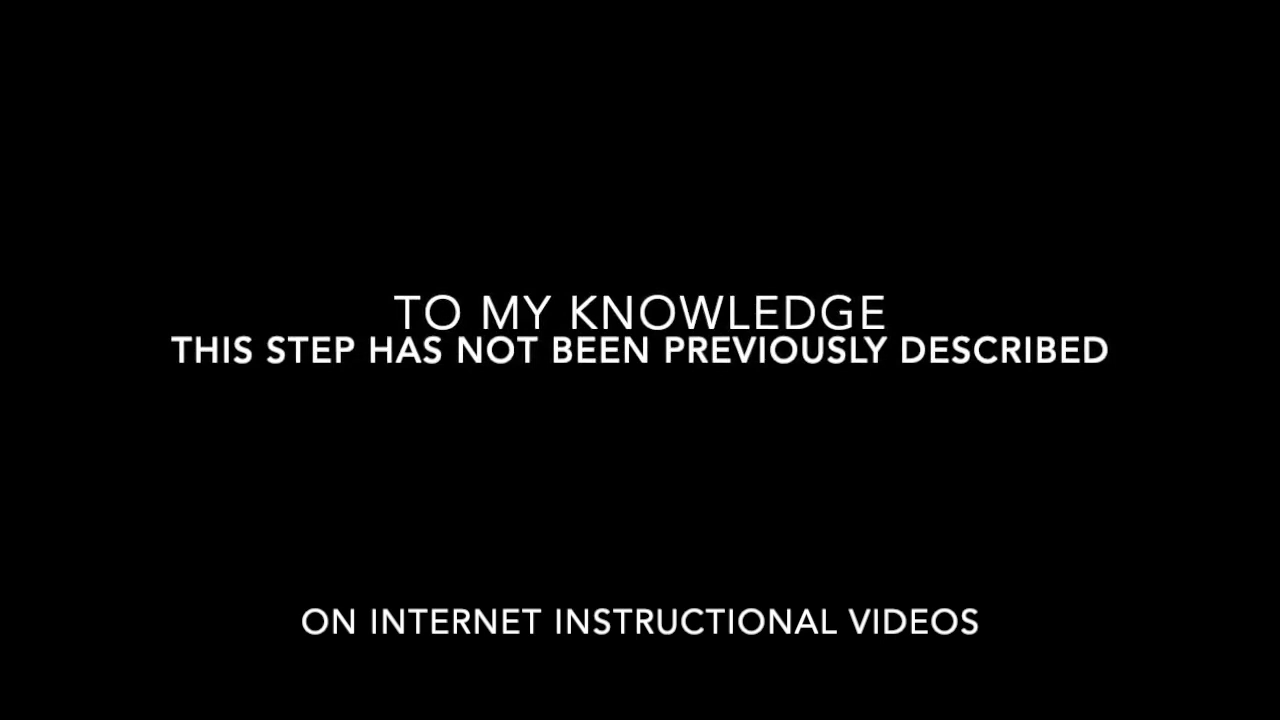 TO MY KNOWLEDGE
THIS STEP HAS NOT BEEN PREVIOUSLY DESCRIBED
ON INTERNET INSTRUCTIONAL VIDEOS